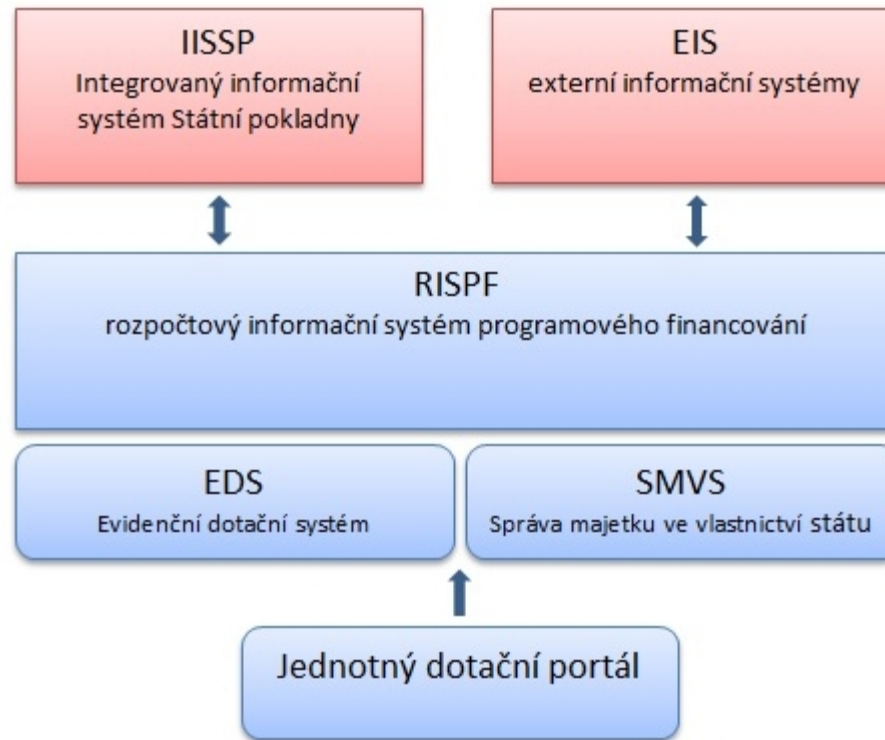 IISSP
Integrovaný informační
systém Státní pokladny
EIS
externí informační systémy
RISPF
rozpočtový informační systém programového financování
EDS
Evidenční dotační systém
SMVS
Správa majetku ve vlastnictví státu
Jednotný dotační portál